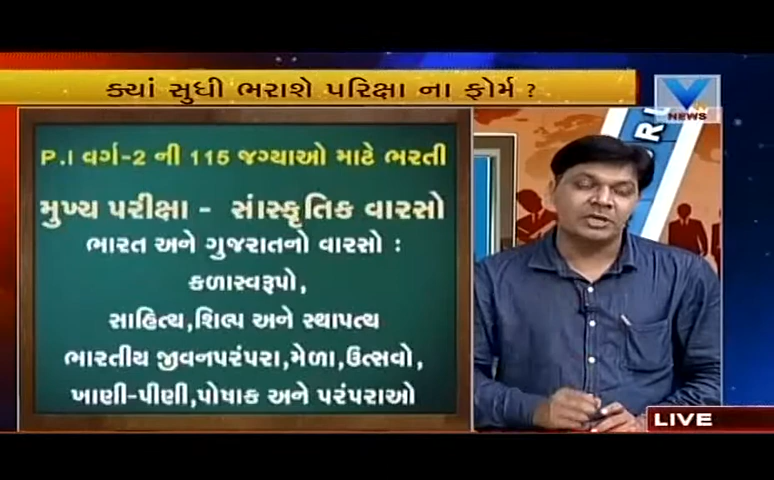 ક્યાં સુધી ભરાશે પરિક્ષા ના ફોર્મ ?
V
NEWS
P.I વર્ગ-2 ની 115 જગ્યાઓ માટે ભરતી
મુખ્ય પરીક્ષા - સાંસ્કૃતિક વારસો
ભારત અને ગુજરાતનો વારસો :
કળાસ્વરૂપો,
સાહિત્ય,શિલ્પ અને સ્થાપત્થ
ભારતીય જીવનપરંપરા,મેળા,ઉત્સવો,
ખાણી-પીણી,પોષાક અને પરંપરાઓ
LIVE